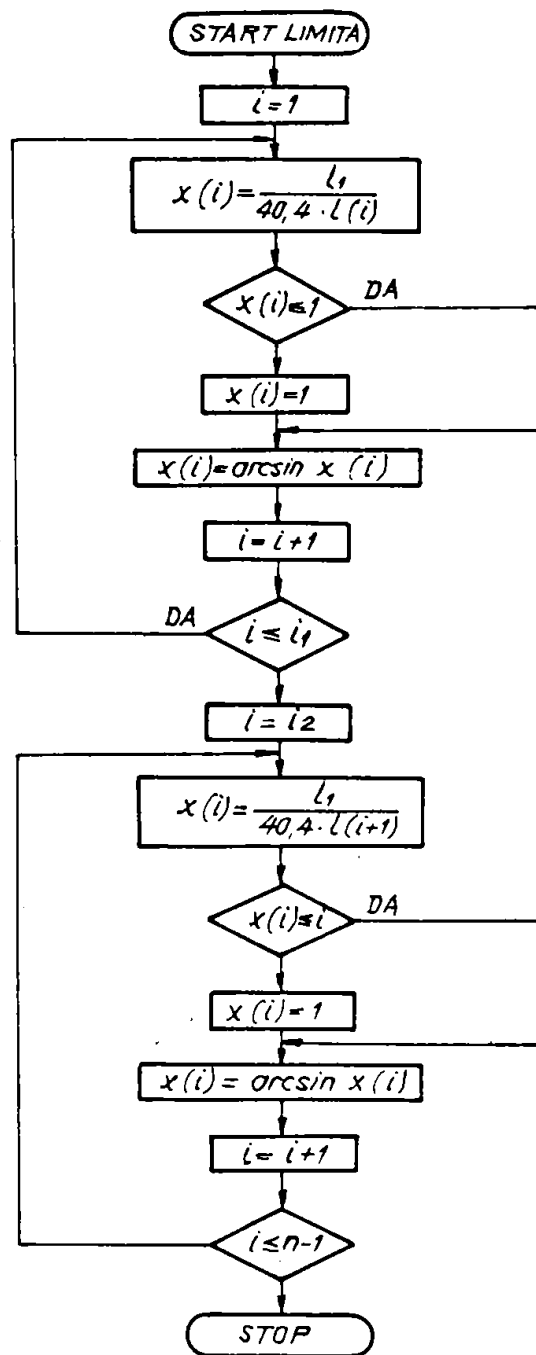 START LIMITA
i=1
x(i)=l₁/40,4·l(i)
x(i)≤1
DA
x(i)=1
x(i)=arcsin x (i)
i=i+1
DA
i≤i₁
i=i2
x(i)=l₁/40,4·l(i+1)
x(i)≤i
DA
x(i)=1
x(i)=arcsin x(i)
i=i+1
i≤n-1
STOP